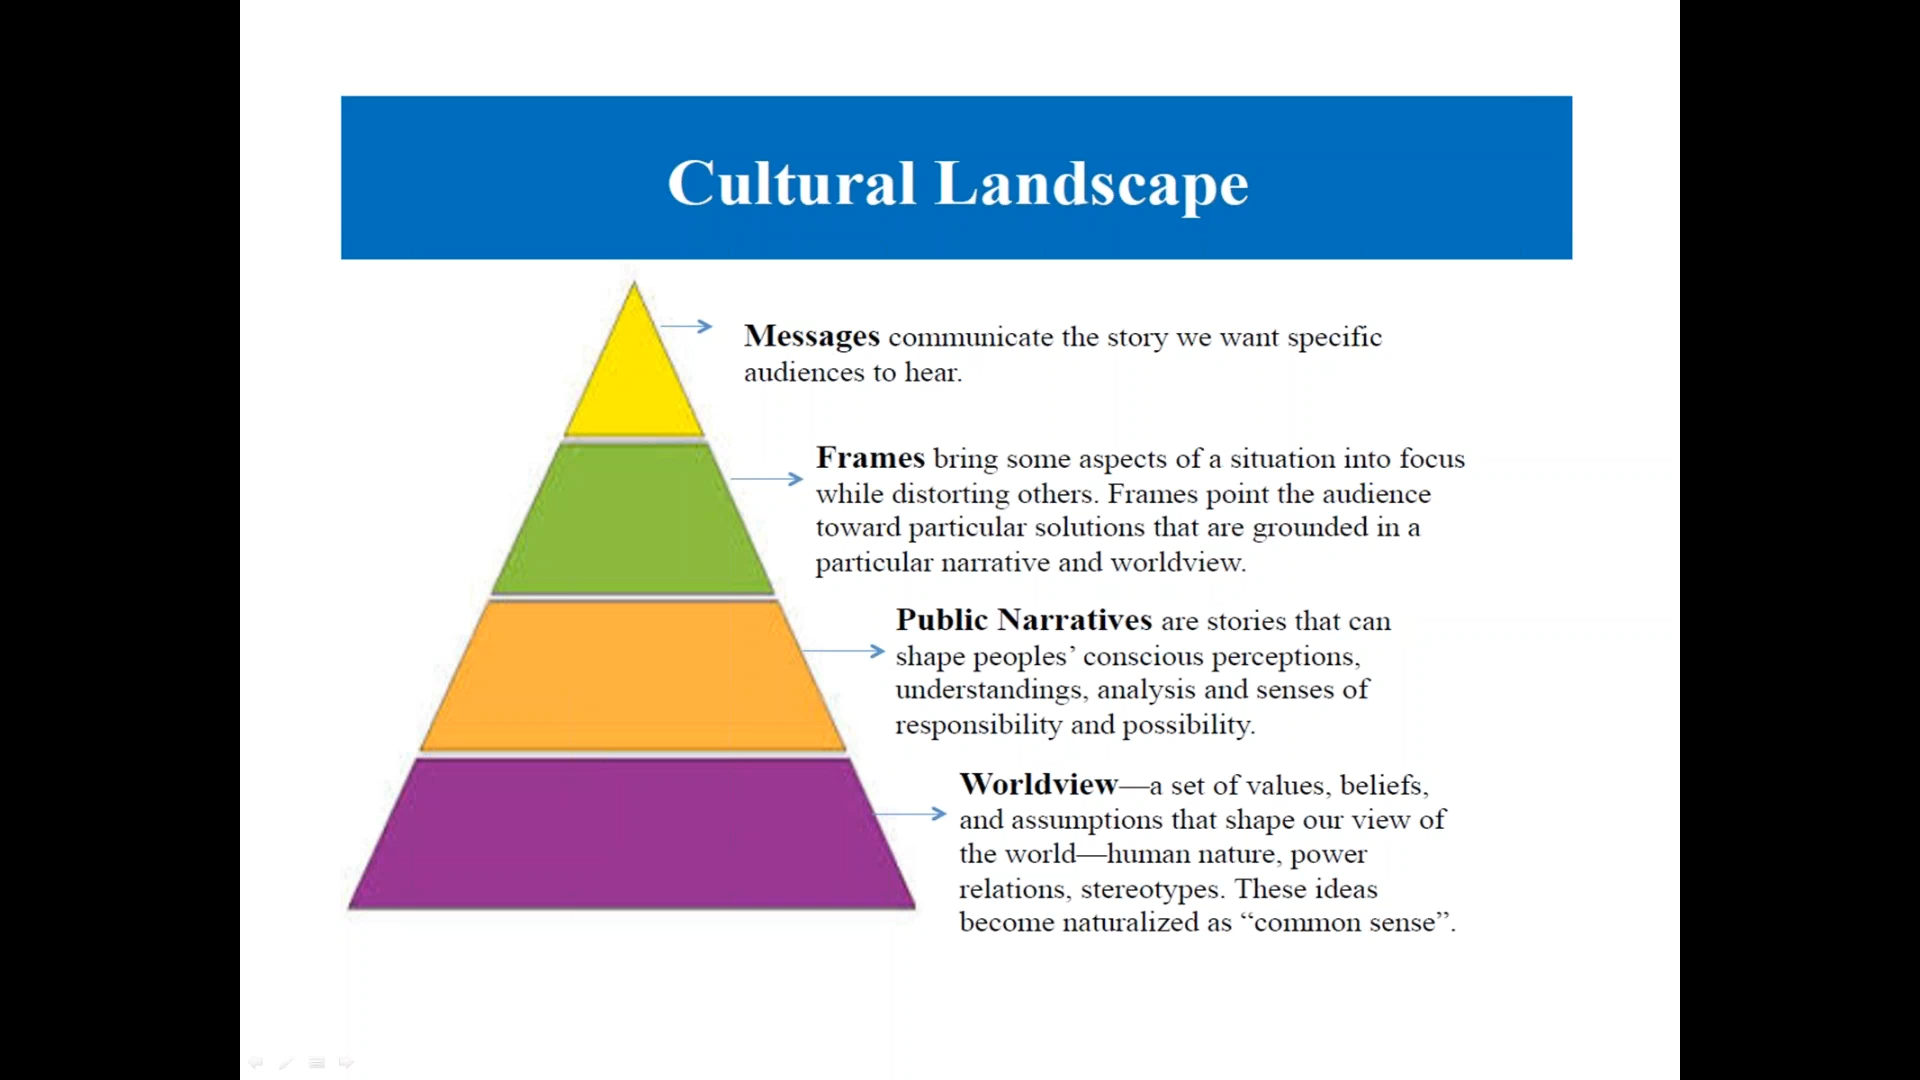 Cultural Landscape
Messages communicate the story we want specific
audiences to hear.
Frames bring some aspects of a situation into focus
while distorting others. Frames point the audience
toward particular solutions that are grounded in a
particular narrative and worldview.
Public Narratives are stories that can
shape peoples’ conscious perceptions,
understandings, analysis and senses of
responsibility and possibility.
Worldview—a set of values, beliefs,
and assumptions that shape our view of
the world—human nature, power
relations, stereotypes. These ideas
become naturalized as “common sense”.